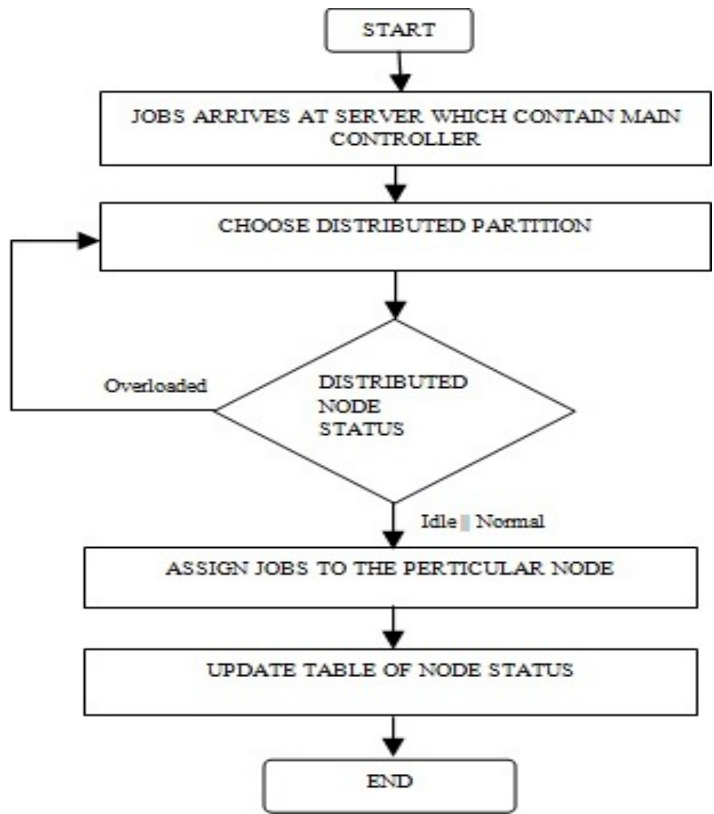 START
JOBS ARRIVES AT SERVER WHICH CONTAIN MAIN
CONTROLLER
CHOOSE DISTRIBUTED PARTITION
Overloaded
DISTRIBUTED
NODE
STATUS
Idle || Normal
ASSIGN JOBS TO THE PERTICULAR NODE
UPDATE TABLE OF NODE STATUS
END